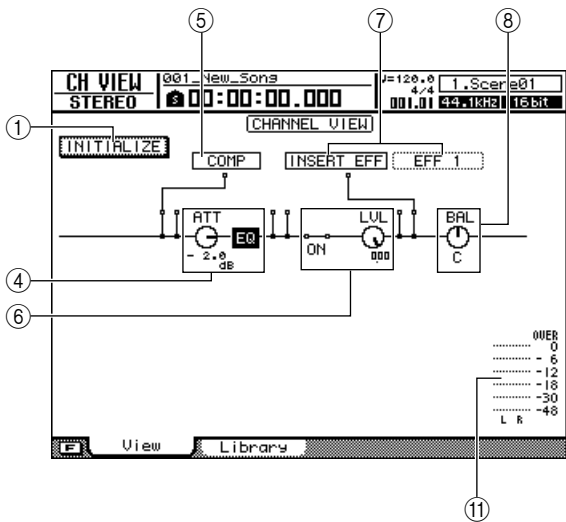 ⑤ ⑦ ⑧
CH VIEW
STEREO
001_New_Song
S 00:00:00.000
♩=120.0
4/4
001.01
1.Scene01
44.1kHz 16bit
CHANNEL VIEW
①
INITIALIZE
COMP
INSERT EFF
EFF 1
ATT
EQ
- 2.0
dB
ON
LVL
BAL
C
④
⑥
OVER
0
- 6
-12
-18
-30
-48
L R
F
View
Library
⑪